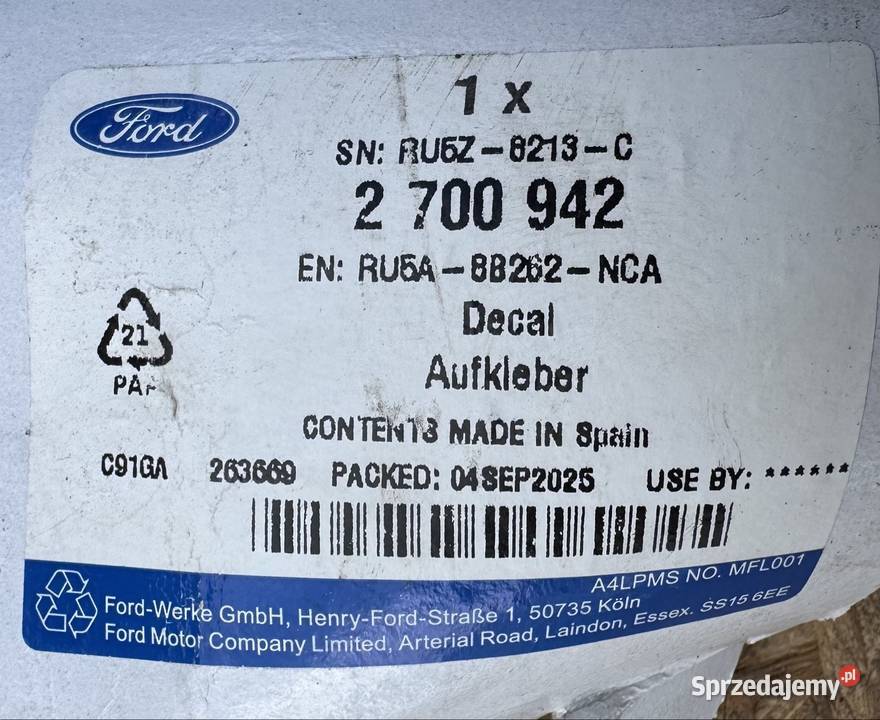 Ford
1 x
SN: RU5Z-8213-C
2 700 942
EN: RU5A-8B262-NCA
Decal
Aufkleber
21
PAP
CONTENTS MADE IN Spain
C91GA 263669 PACKED: 04SEP2025 USE BY: ******
A4LPMS NO. MFL001
Ford-Werke GmbH, Henry-Ford-Straße 1, 50735 Köln
Ford Motor Company Limited, Arterial Road, Laindon, Essex. SS15 6EE
Sprzedajemy.pl